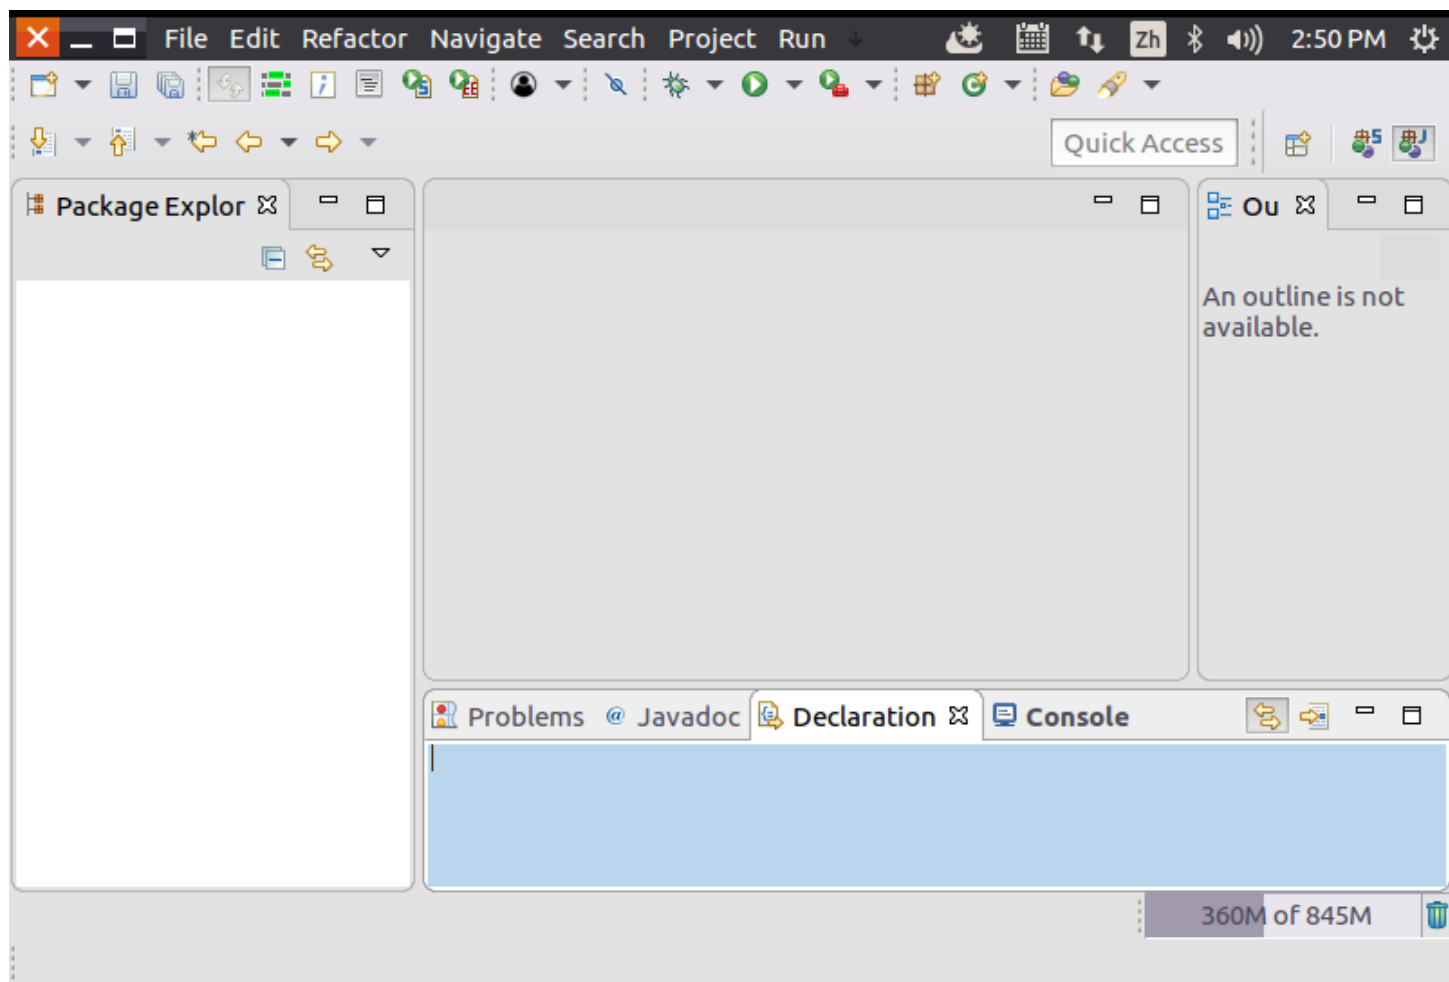 File Edit Refactor Navigate Search Project Run Zh 2:50 PM
Quick Access
Package Explor
Ou
An outline is not
available.
Problems @ Javadoc Declaration Console
360M of 845M